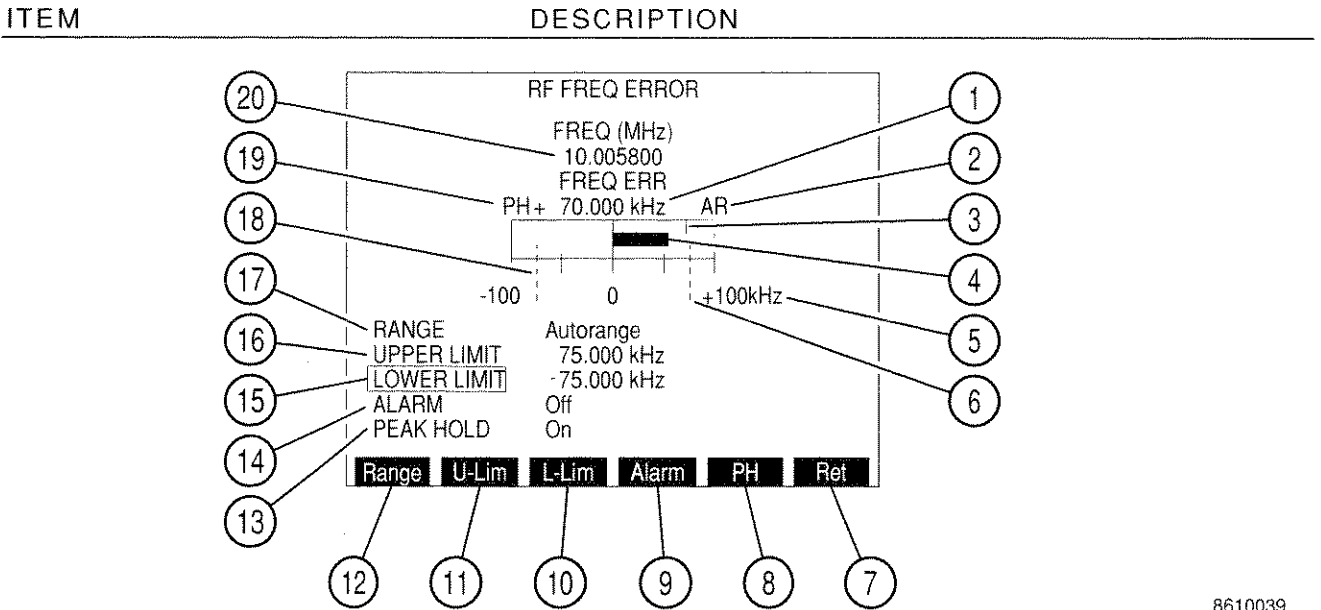 ITEM DESCRIPTION
RF FREQ ERROR
20 1
FREQ (MHz)
10.005800
19 2
FREQ ERR
PH+ 70.000 kHz AR
18 3
4
-100 0 +100kHz
17 5
RANGE Autorange
16 UPPER LIMIT 75.000 kHz
15 LOWER LIMIT -75.000 kHz 6
ALARM Off
14 PEAK HOLD On
Range U-Lim L-Lim Alarm PH Ret
13
12 11 10 9 8 7
8610039